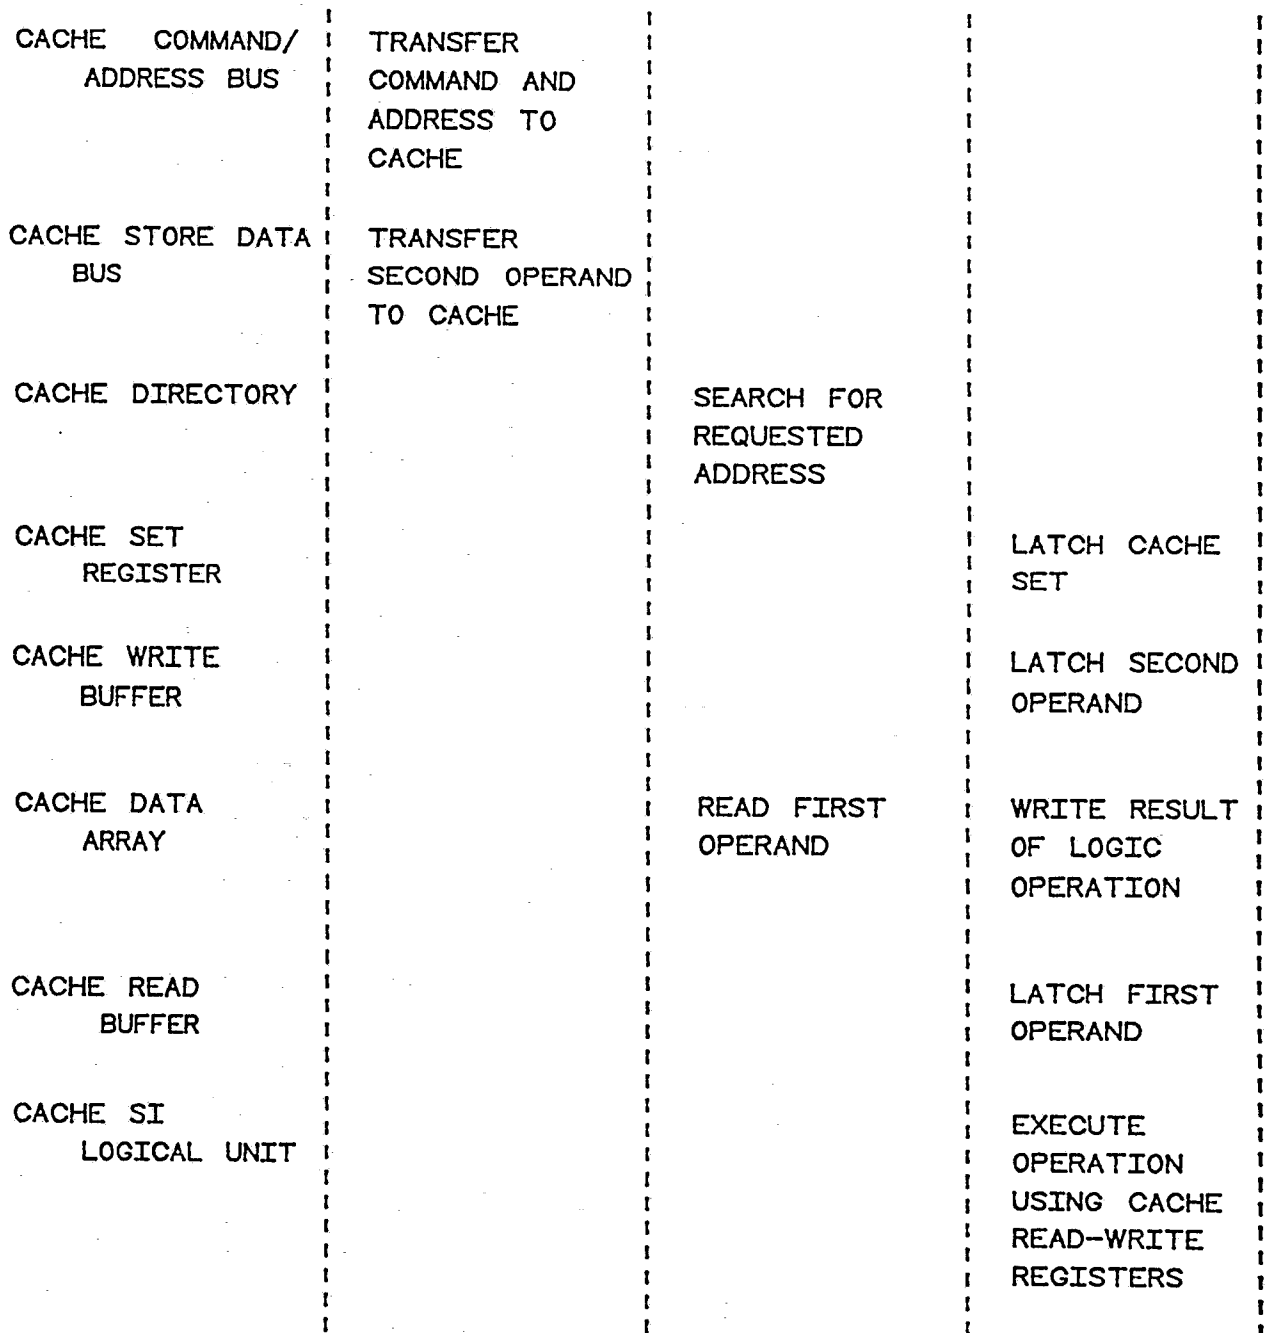 CACHE COMMAND/
ADDRESS BUS
TRANSFER
COMMAND AND
ADDRESS TO
CACHE
CACHE STORE DATA
BUS
TRANSFER
SECOND OPERAND
TO CACHE
CACHE DIRECTORY
SEARCH FOR
REQUESTED
ADDRESS
CACHE SET
REGISTER
LATCH CACHE
SET
CACHE WRITE
BUFFER
LATCH SECOND
OPERAND
CACHE DATA
ARRAY
READ FIRST
OPERAND
WRITE RESULT
OF LOGIC
OPERATION
CACHE READ
BUFFER
LATCH FIRST
OPERAND
CACHE SI
LOGICAL UNIT
EXECUTE
OPERATION
USING CACHE
READ-WRITE
REGISTERS